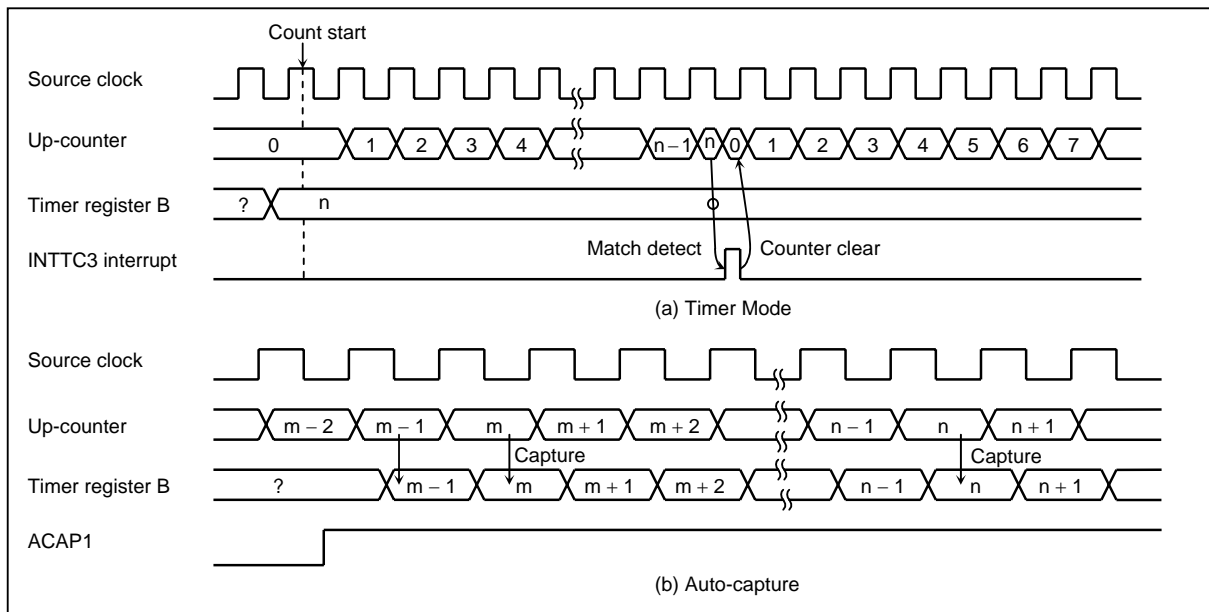 Count start
Source clock
Up-counter 0 1 2 3 4 n – 1 n 0 1 2 3 4 5 6 7
Timer register B ? n
Match detect Counter clear
INTTC3 interrupt
(a) Timer Mode
Source clock
Up-counter m – 2 m – 1 m m + 1 m + 2 n – 1 n n + 1
Capture Capture
Timer register B ? m – 1 m m + 1 m + 2 n – 1 n n + 1
ACAP1
(b) Auto-capture